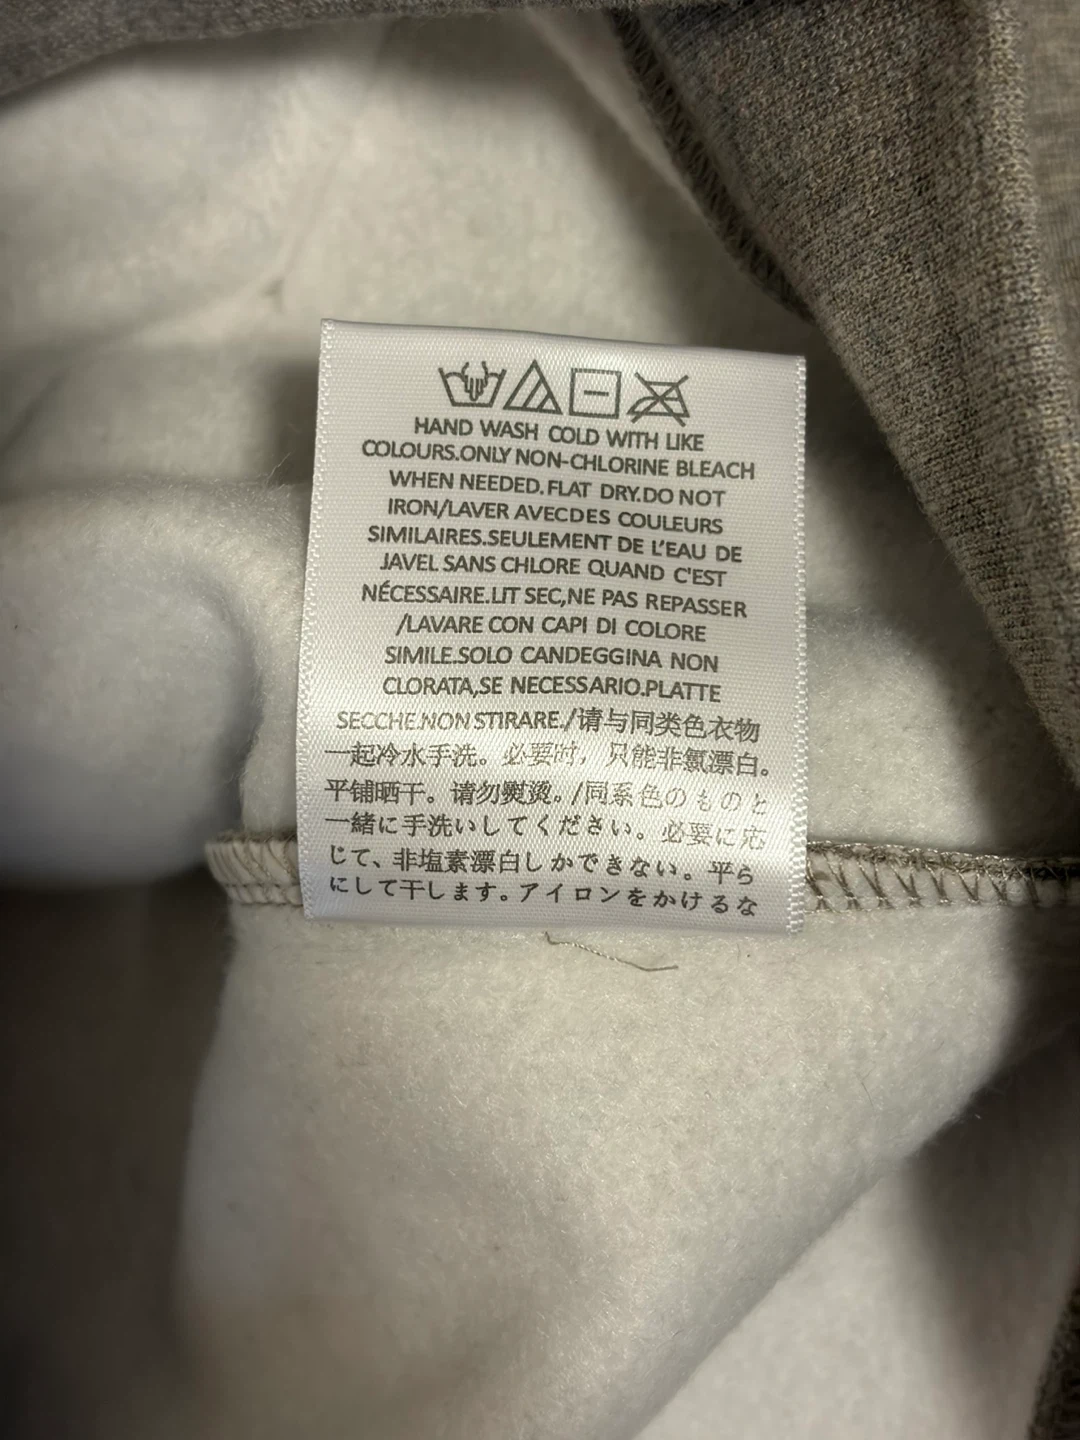 HAND WASH COLD WITH LIKE
COLOURS.ONLY NON-CHLORINE BLEACH
WHEN NEEDED.FLAT DRY.DO NOT
IRON/LAVER AVECDES COULEURS
SIMILAIRES.SEULEMENT DE L'EAU DE
JAVEL SANS CHLORE QUAND C'EST
NÉCESSAIRE.LIT SEC,NE PAS REPASSER
/LAVARE CON CAPI DI COLORE
SIMILE.SOLO CANDEGGINA NON
CLORATA,SE NECESSARIO.PLATTE
SECCHE.NON STIRARE./请与同类色衣物
一起冷水手洗。必要时，只能非氯漂白。
平铺晒干。请勿熨烫。/同系色のものと
一緒に手洗いしてください。必要に応
じて、非塩素漂白しかできない。平ら
にして干します。アイロンをかけるな